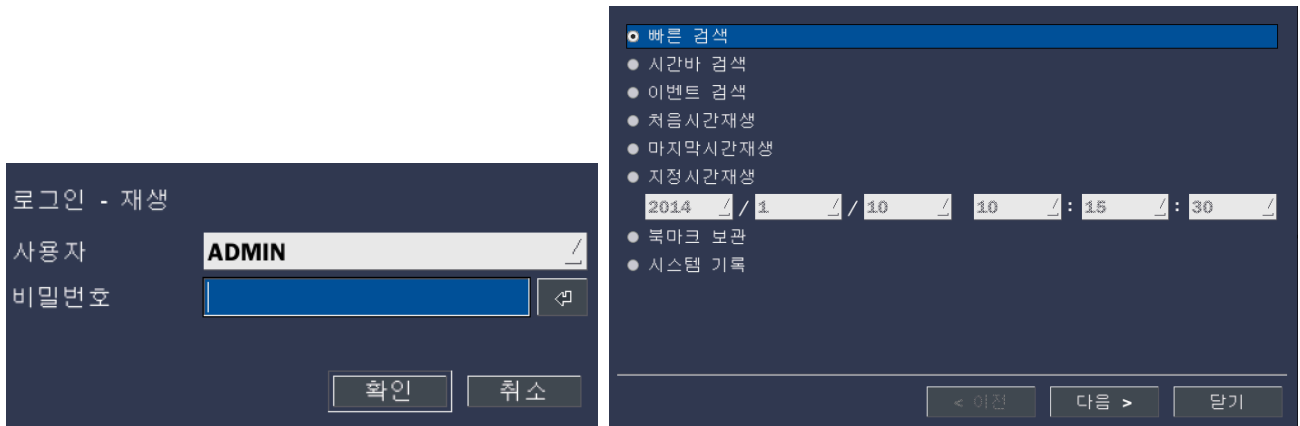 로그인 - 재생
사용자 ADMIN
비밀번호
확인 취소
빠른 검색
시간바 검색
이벤트 검색
처음시간재생
마지막시간재생
지정시간재생
2014 / 1 / 10 10 : 15 : 30
북마크 보관
시스템 기록
< 이전 다음 > 닫기